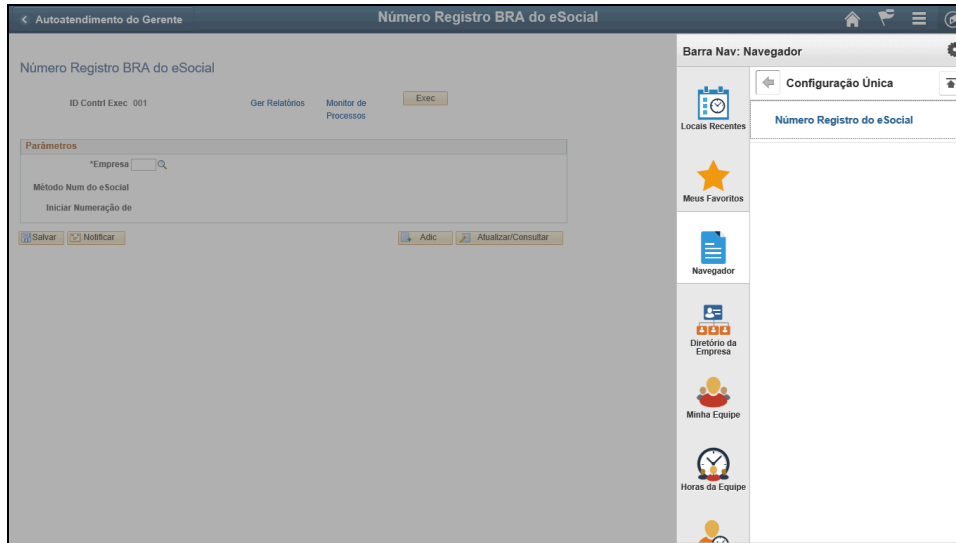 Autoatendimento do Gerente
Número Registro BRA do eSocial
Número Registro BRA do eSocial
ID Contrl Exec 001
Ger Relatórios
Monitor de
Processos
Exec
Parâmetros
*Empresa
Método Num do eSocial
Iniciar Numeração de
Salvar
Notificar
Adic
Atualizar/Consultar
Barra Nav: Navegador
Locais Recentes
Meus Favoritos
Navegador
Diretório da
Empresa
Minha Equipe
Horas da Equipe
Configuração Única
Número Registro do eSocial